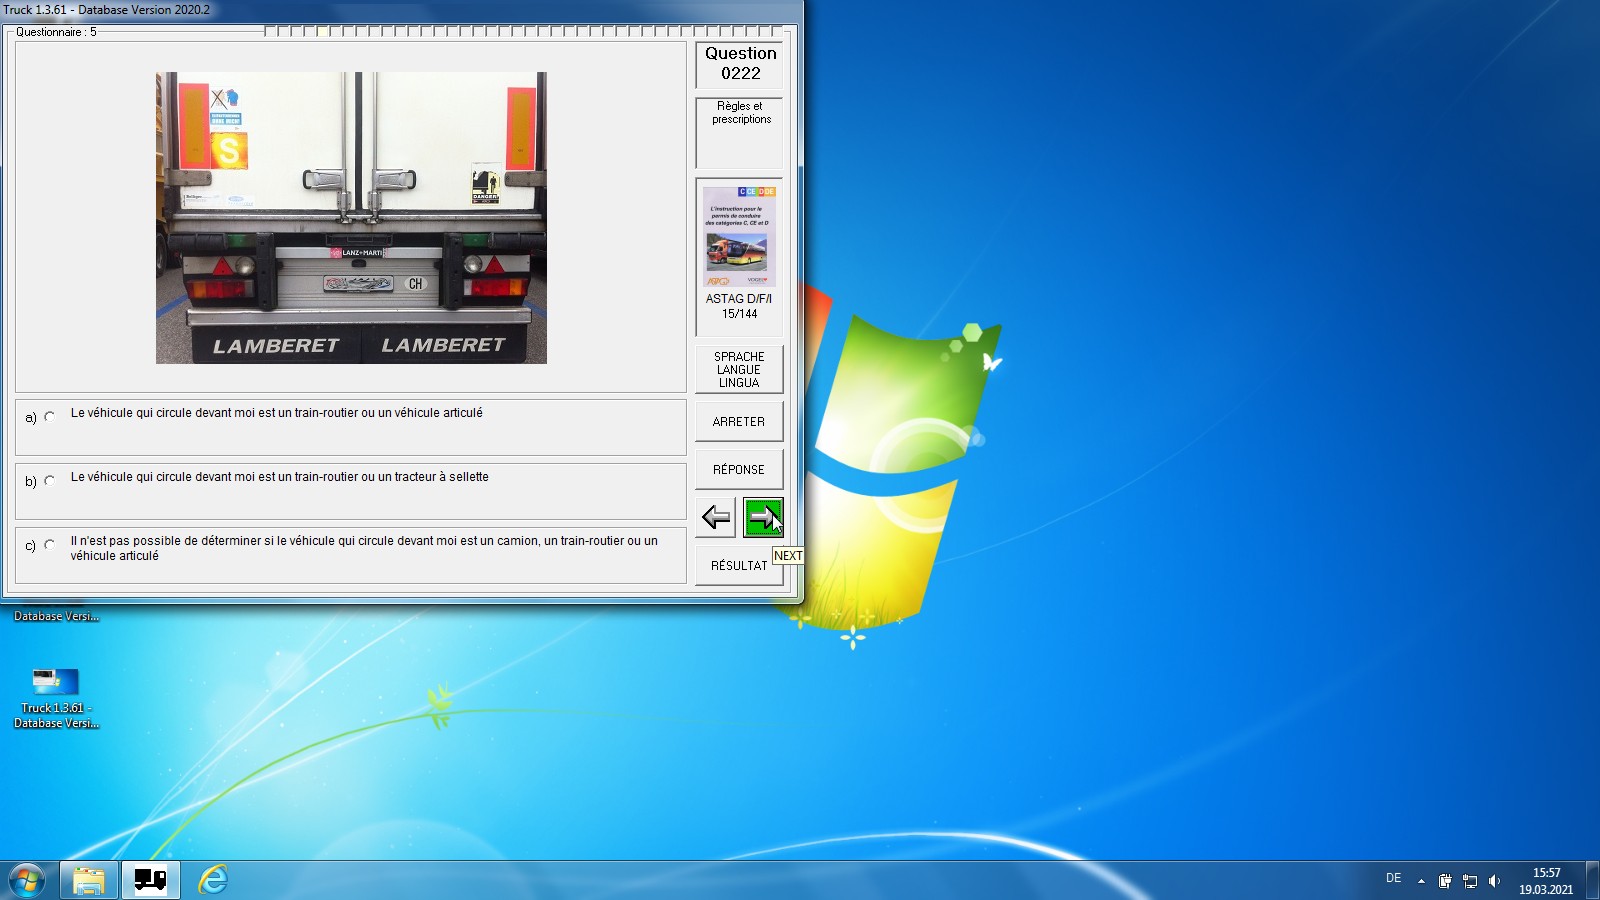 Truck 1.3.61 - Database Version 2020.2
Questionnaire : 5
S
DANGER
LANZ+MARTI
CH
LAMBERET LAMBERET
Question
0222
Règles et
prescriptions
C CE D DE
L'instruction pour le
permis de conduire
des catégories C, CE et D
ASTAG D/F/I
15/144
SPRACHE
LANGUE
LINGUA
ARRETER
RÉPONSE
NEXT
RÉSULTAT
a) Le véhicule qui circule devant moi est un train-routier ou un véhicule articulé
b) Le véhicule qui circule devant moi est un train-routier ou un tracteur à sellette
c) Il n'est pas possible de déterminer si le véhicule qui circule devant moi est un camion, un train-routier ou un
véhicule articulé
Database Versi...
Truck 1.3.61 -
Database Versi...
DE
15:57
19.03.2021